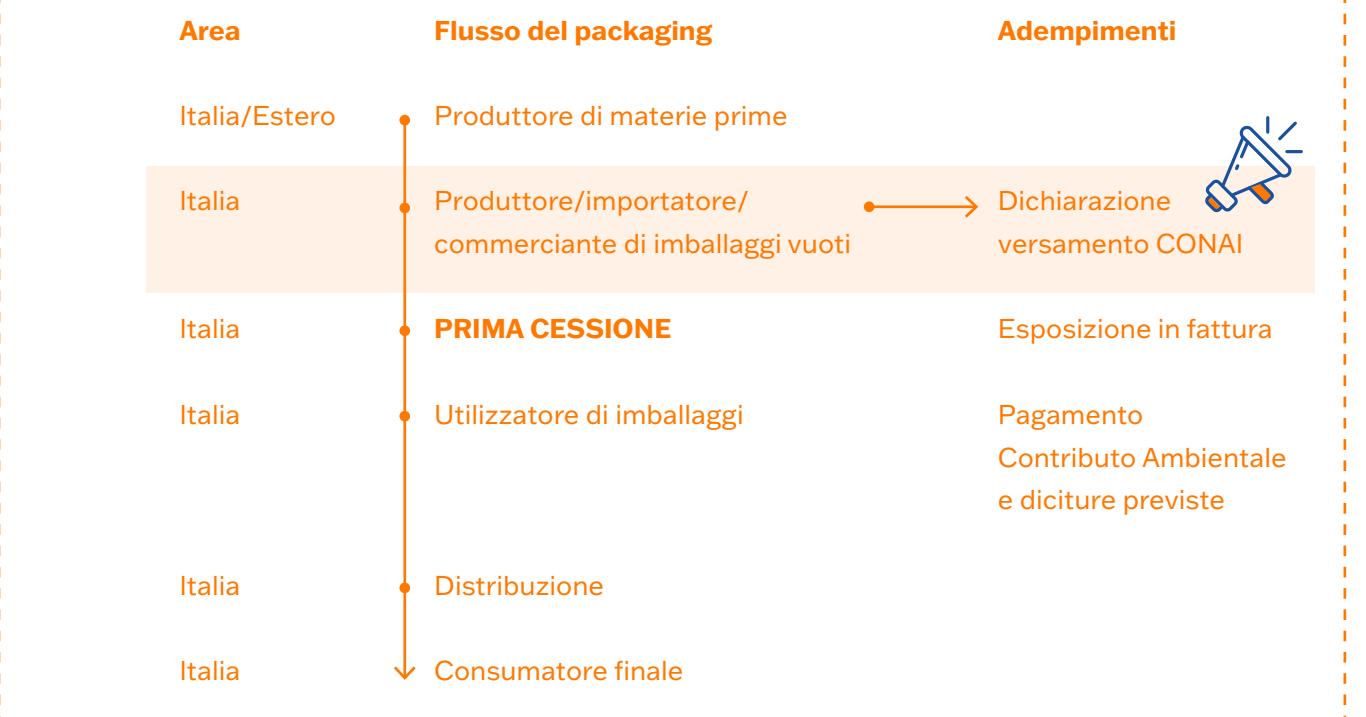 Area Flusso del packaging Adempimenti
Italia/Estero Produttore di materie prime
Italia Produttore/importatore/ Dichiarazione
commerciante di imballaggi vuoti versamento CONAI
Italia PRIMA CESSIONE Esposizione in fattura
Italia Utilizzatore di imballaggi Pagamento
Contributo Ambientale
e diciture previste
Italia Distribuzione
Italia Consumatore finale